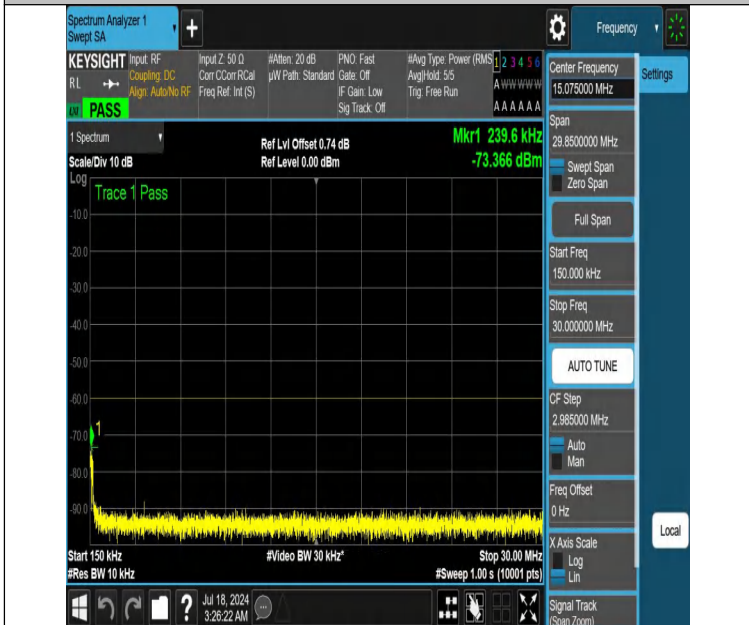 Spectrum Analyzer 1
Swept SA
+
Frequency
KEYSIGHT
RL
PASS
Input: RF
Coupling: DC
Align: Auto/No RF
Input Z: 50 Ω
Corr CCorr RCal
Freq Ref: Int (S)
#Atten: 20 dB
µW Path: Standard
PNO: Fast
Gate: Off
IF Gain: Low
Sig Track: Off
#Avg Type: Power (RMS
Avg|Hold: 5/5
Trig: Free Run
1 2 3 4 5 6
A W W W W W
A A A A A A
1 Spectrum
Scale/Div 10 dB
Ref Lvl Offset 0.74 dB
Ref Level 0.00 dBm
Mkr1 239.6 kHz
-73.366 dBm
Log
Trace 1 Pass
-10.0
-20.0
-30.0
-40.0
-50.0
-60.0
-70.0
-80.0
-90.0
1
Start 150 kHz
#Res BW 10 kHz
#Video BW 30 kHz*
Stop 30.00 MHz
#Sweep 1.00 s (10001 pts)
Jul 18, 2024
3:26:22 AM
Center Frequency
15.075000 MHz
Settings
Span
29.8500000 MHz
Swept Span
Zero Span
Full Span
Start Freq
150.000 kHz
Stop Freq
30.000000 MHz
AUTO TUNE
CF Step
2.985000 MHz
Auto
Man
Freq Offset
0 Hz
X Axis Scale
Log
Lin
Local
Signal Track
(Span Zoom)